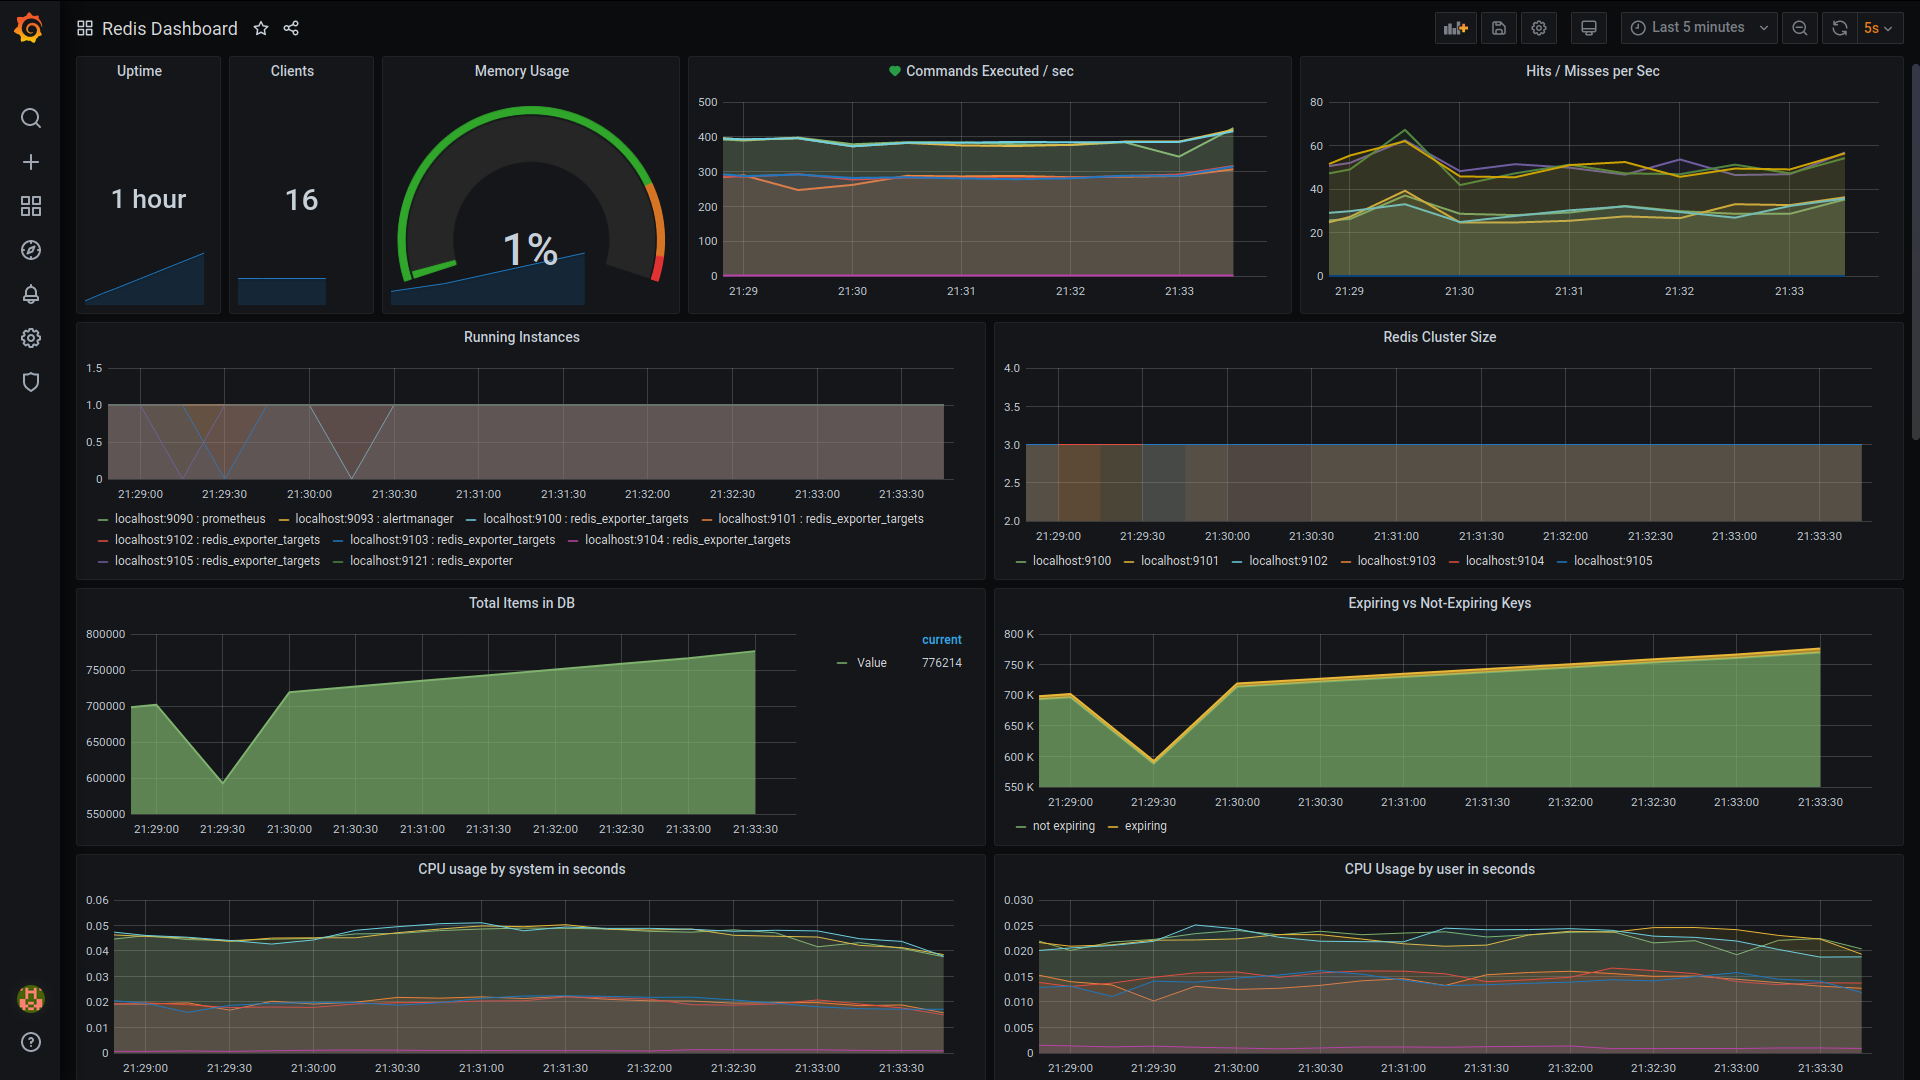 Redis Dashboard
Last 5 minutes
5s
Uptime
1 hour
Clients
16
Memory Usage
1%
Commands Executed / sec
500
400
300
200
100
0
21:29 21:30 21:31 21:32 21:33
Hits / Misses per Sec
80
60
40
20
0
21:29 21:30 21:31 21:32 21:33
Running Instances
1.5
1.0
0.5
0
21:29:00 21:29:30 21:30:00 21:30:30 21:31:00 21:31:30 21:32:00 21:32:30 21:33:00 21:33:30
localhost:9090 : prometheus localhost:9093 : alertmanager localhost:9100 : redis_exporter_targets localhost:9101 : redis_exporter_targets
localhost:9102 : redis_exporter_targets localhost:9103 : redis_exporter_targets localhost:9104 : redis_exporter_targets
localhost:9105 : redis_exporter_targets localhost:9121 : redis_exporter
Redis Cluster Size
4.0
3.5
3.0
2.5
2.0
21:29:00 21:29:30 21:30:00 21:30:30 21:31:00 21:31:30 21:32:00 21:32:30 21:33:00 21:33:30
localhost:9100 localhost:9101 localhost:9102 localhost:9103 localhost:9104 localhost:9105
Total Items in DB
800000
750000
700000
650000
600000
550000
21:29:00 21:29:30 21:30:00 21:30:30 21:31:00 21:31:30 21:32:00 21:32:30 21:33:00 21:33:30
current
Value 776214
Expiring vs Not-Expiring Keys
800 K
750 K
700 K
650 K
600 K
550 K
21:29:00 21:29:30 21:30:00 21:30:30 21:31:00 21:31:30 21:32:00 21:32:30 21:33:00 21:33:30
not expiring expiring
CPU usage by system in seconds
0.06
0.05
0.04
0.03
0.02
0.01
0
21:29:00 21:29:30 21:30:00 21:30:30 21:31:00 21:31:30 21:32:00 21:32:30 21:33:00 21:33:30
CPU Usage by user in seconds
0.030
0.025
0.020
0.015
0.010
0.005
0
21:29:00 21:29:30 21:30:00 21:30:30 21:31:00 21:31:30 21:32:00 21:32:30 21:33:00 21:33:30